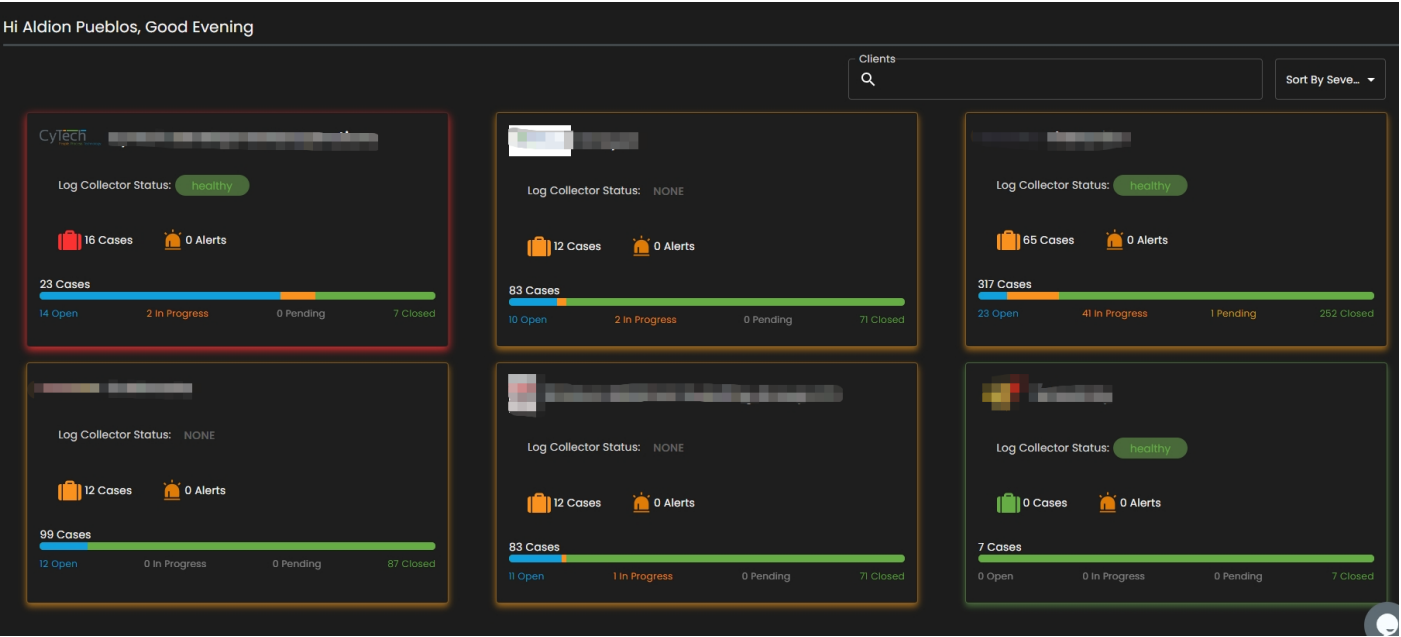 Hi Aldion Pueblos, Good Evening
Clients
Sort By Seve...
CyTech
Log Collector Status: healthy
16 Cases 0 Alerts
23 Cases
14 Open 2 In Progress 0 Pending 7 Closed
Log Collector Status: NONE
12 Cases 0 Alerts
83 Cases
10 Open 2 In Progress 0 Pending 71 Closed
Log Collector Status: healthy
65 Cases 0 Alerts
317 Cases
23 Open 41 In Progress 1 Pending 252 Closed
Log Collector Status: NONE
12 Cases 0 Alerts
99 Cases
12 Open 0 In Progress 0 Pending 87 Closed
Log Collector Status: NONE
12 Cases 0 Alerts
83 Cases
11 Open 1 In Progress 0 Pending 71 Closed
Log Collector Status: healthy
0 Cases 0 Alerts
7 Cases
0 Open 0 In Progress 0 Pending 7 Closed